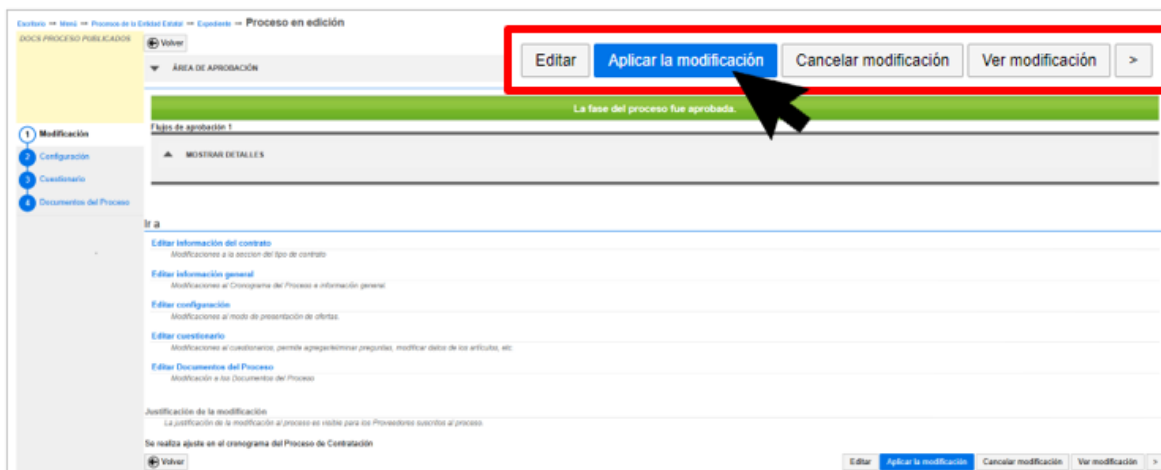 Escritorio → Menú → Procesos de la Entidad Estatal → Expediente → Proceso en edición
DOCS PROCESO PUBLICADOS
Volver
ÁREA DE APROBACIÓN
Editar Aplicar la modificación Cancelar modificación Ver modificación >
La fase del proceso fue aprobada.
Flujos de aprobación 1
MOSTRAR DETALLES
1 Modificación
2 Configuración
3 Cuestionario
4 Documentos del Proceso
Ir a
Editar información del contrato
Modificaciones a la seccion del tipo de contrato
Editar información general
Modificaciones al Cronograma del Proceso e información general.
Editar configuración
Modificaciones al modo de presentación de ofertas.
Editar cuestionario
Modificaciones al cuestionarios, permite agregar/eliminar preguntas, modificar datos de los artículos, etc.
Editar Documentos del Proceso
Modificación a los Documentos del Proceso
Justificación de la modificación
La justificación de la modificación al proceso es visible para los Proveedores suscritos al proceso.
Se realiza ajuste en el cronograma del Proceso de Contratación
Volver
Editar Aplicar la modificación Cancelar modificación Ver modificación >